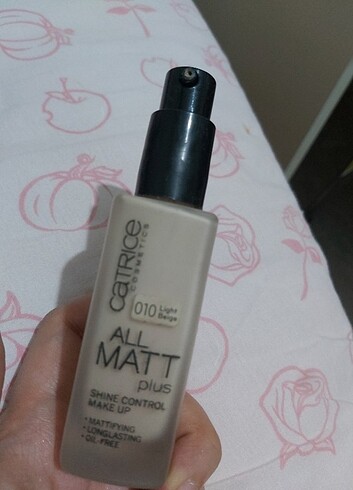 CATRICE
COSMETICS
010 Light
Beige
ALL
MATT
plus
SHINE CONTROL
MAKE UP
• MATTIFYING
• LONGLASTING
• OIL-FREE